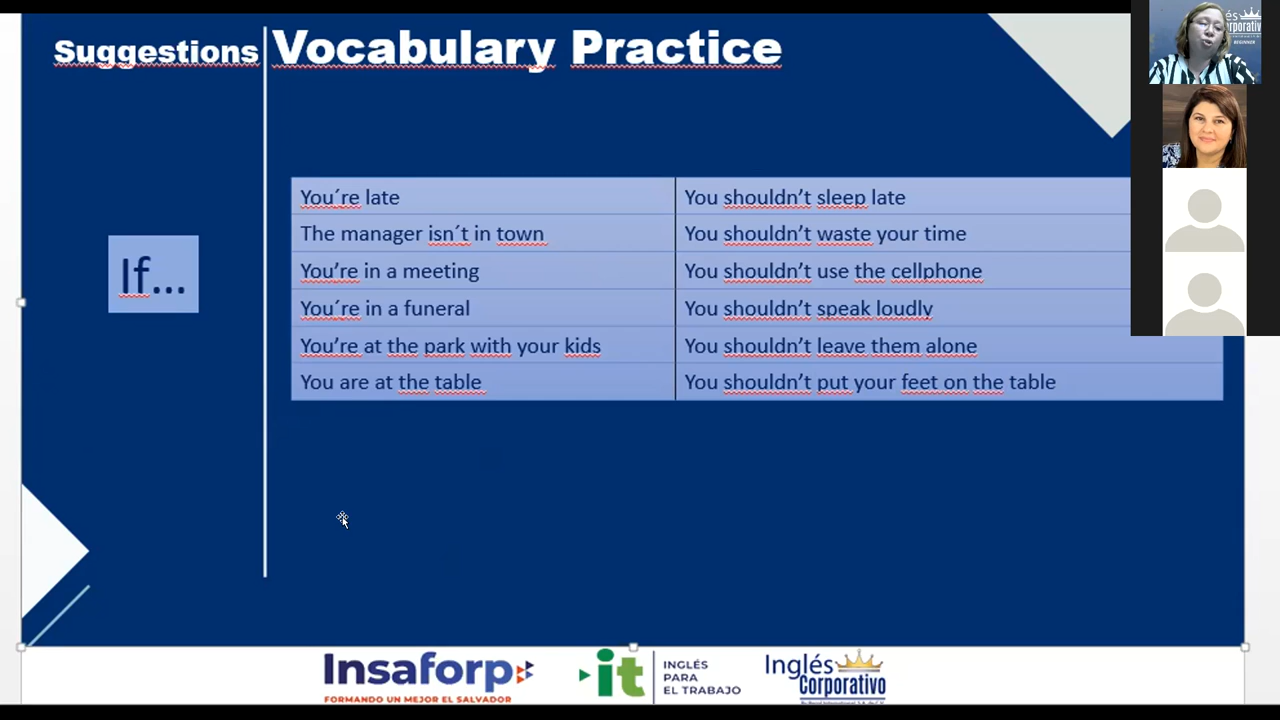 Suggestions
Vocabulary Practice
If...
You´re late
You shouldn't sleep late
The manager isn´t in town
You shouldn't waste your time
You're in a meeting
You shouldn't use the cellphone
You´re in a funeral
You shouldn't speak loudly
You're at the park with your kids
You shouldn't leave them alone
You are at the table
You shouldn't put your feet on the table
Insaforp
FORMANDO UN MEJOR EL SALVADOR
it
INGLÉS
PARA
EL TRABAJO
Inglés
Corporativo